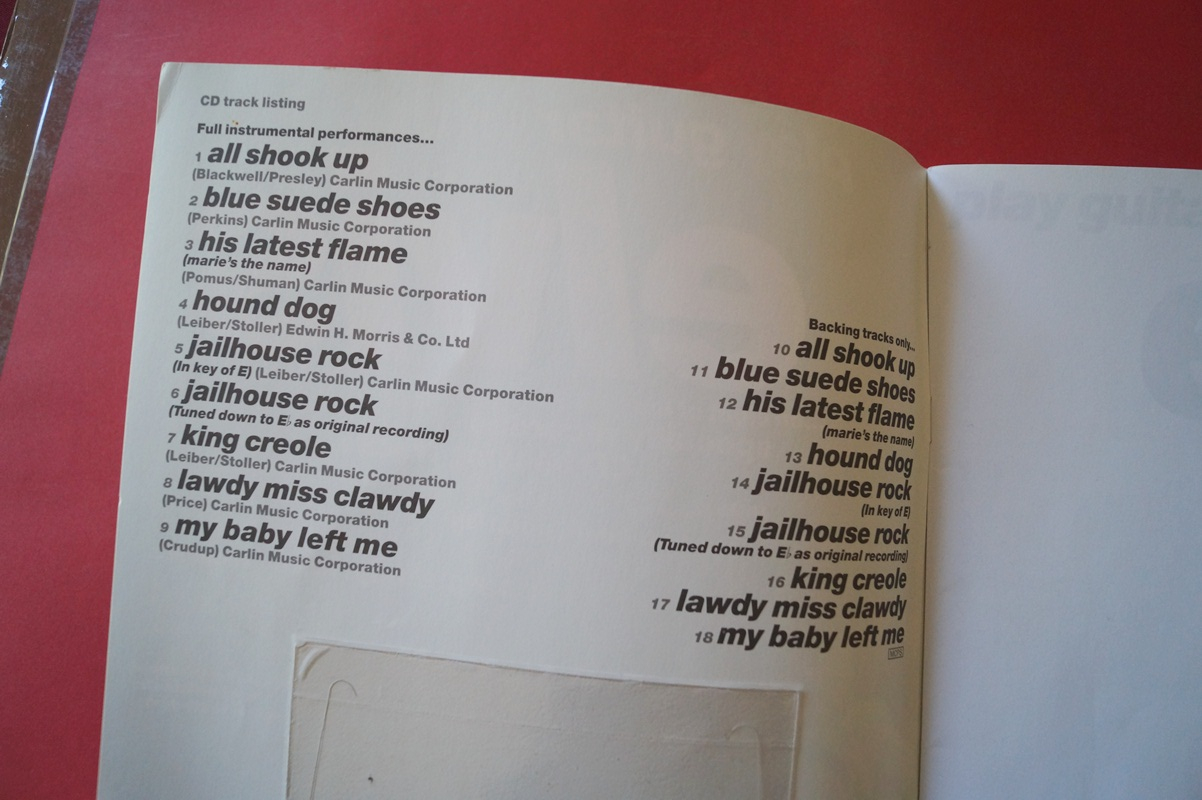 CD track listing
Full instrumental performances...
1 all shook up
(Blackwell/Presley) Carlin Music Corporation
2 blue suede shoes
(Perkins) Carlin Music Corporation
3 his latest flame
(marie's the name)
(Pomus/Shuman) Carlin Music Corporation
4 hound dog
(Leiber/Stoller) Edwin H. Morris & Co. Ltd
5 jailhouse rock
(In key of E) (Leiber/Stoller) Carlin Music Corporation
6 jailhouse rock
(Tuned down to E♭ as original recording)
7 king creole
(Leiber/Stoller) Carlin Music Corporation
8 lawdy miss clawdy
(Price) Carlin Music Corporation
9 my baby left me
(Crudup) Carlin Music Corporation
Backing tracks only...
10 all shook up
11 blue suede shoes
12 his latest flame
(marie's the name)
13 hound dog
14 jailhouse rock
(In key of E)
15 jailhouse rock
(Tuned down to E♭ as original recording)
16 king creole
17 lawdy miss clawdy
18 my baby left me
MCPS